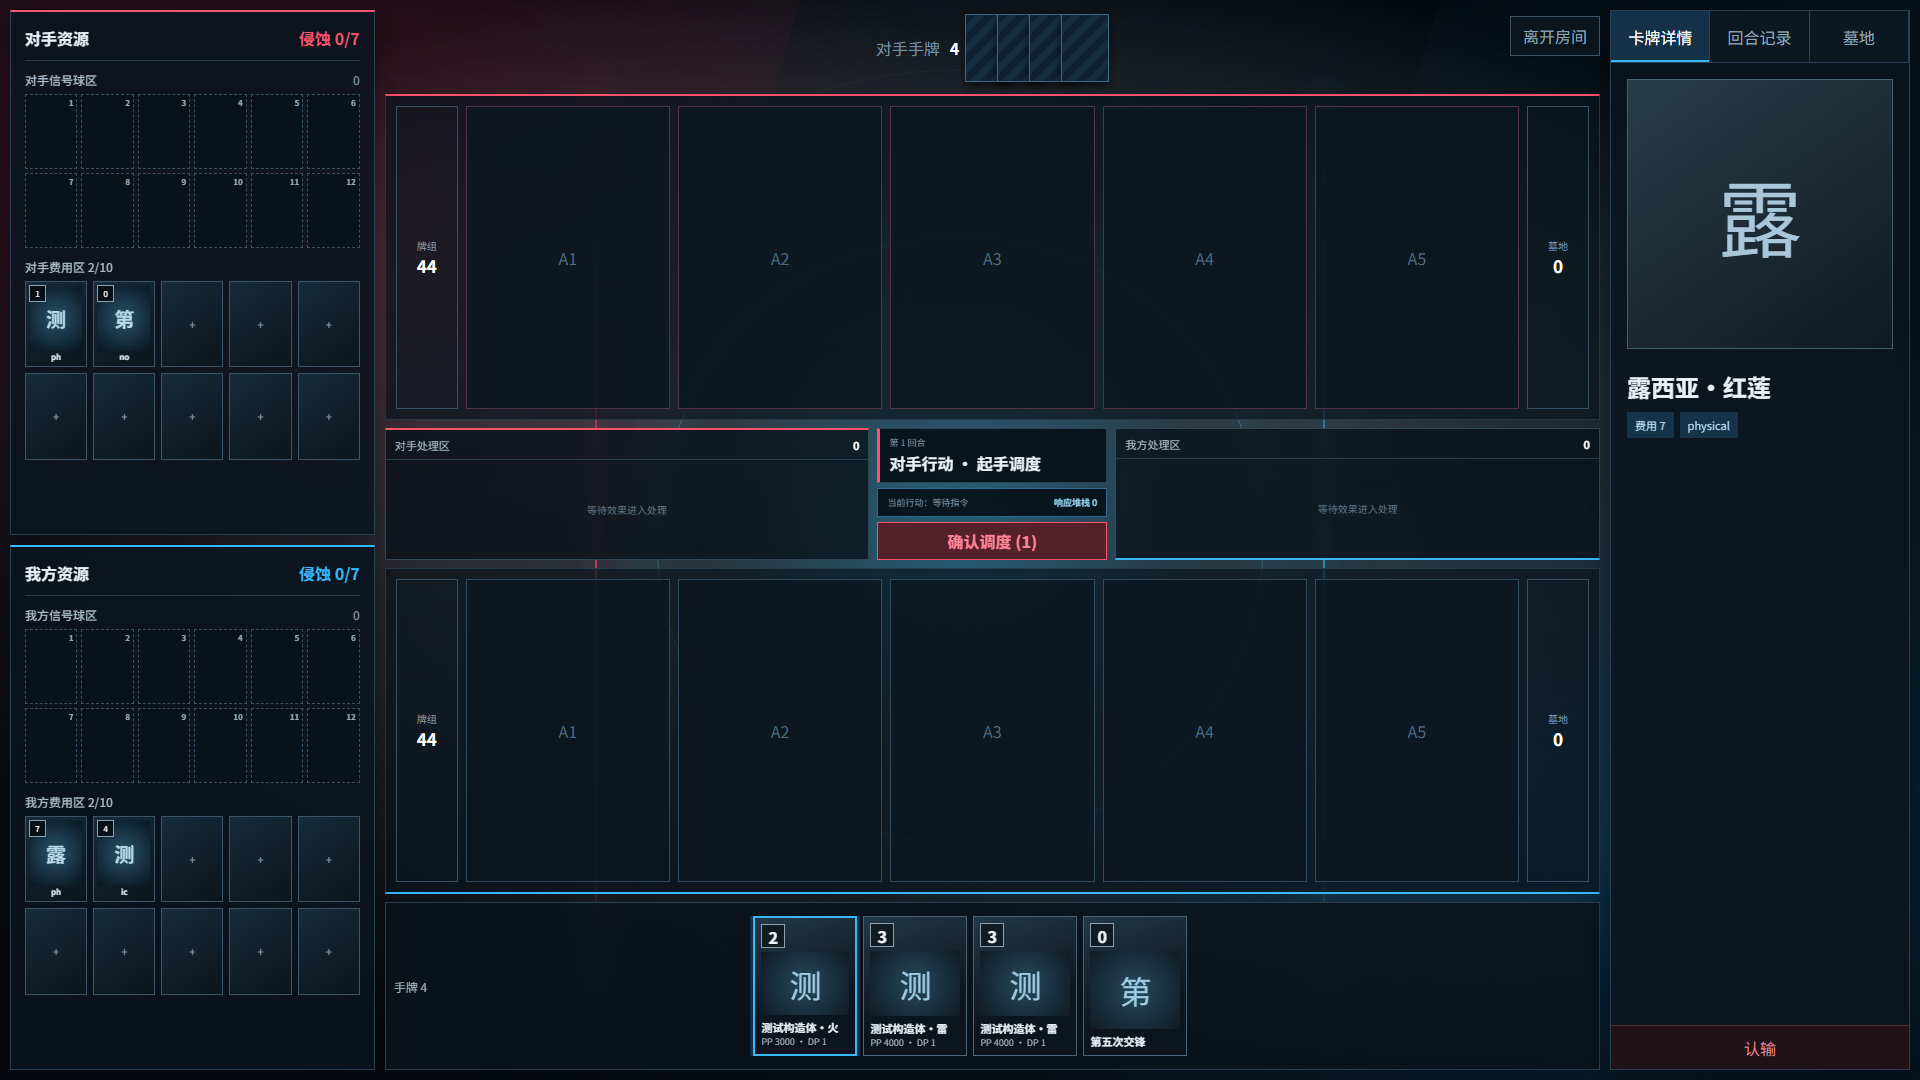 对手资源
侵蚀 0/7
对手信号球区
0
1
2
3
4
5
6
7
8
9
10
11
12
对手费用区 2/10
1
测
ph
0
第
no
+
+
+
+
+
+
+
+
我方资源
侵蚀 0/7
我方信号球区
0
1
2
3
4
5
6
7
8
9
10
11
12
我方费用区 2/10
7
露
ph
4
测
ic
+
+
+
+
+
+
+
+
对手手牌 4
离开房间
牌组
44
A1
A2
A3
A4
A5
墓地
0
对手处理区
0
等待效果进入处理
第 1 回合
对手行动 · 起手调度
当前行动：等待指令
响应堆栈 0
确认调度 (1)
我方处理区
0
等待效果进入处理
牌组
44
A1
A2
A3
A4
A5
墓地
0
手牌 4
2
测
测试构造体・火
PP 3000 · DP 1
3
测
测试构造体・雷
PP 4000 · DP 1
3
测
测试构造体・雷
PP 4000 · DP 1
0
第
第五次交锋
卡牌详情
回合记录
墓地
露
露西亚・红莲
费用 7
physical
认输